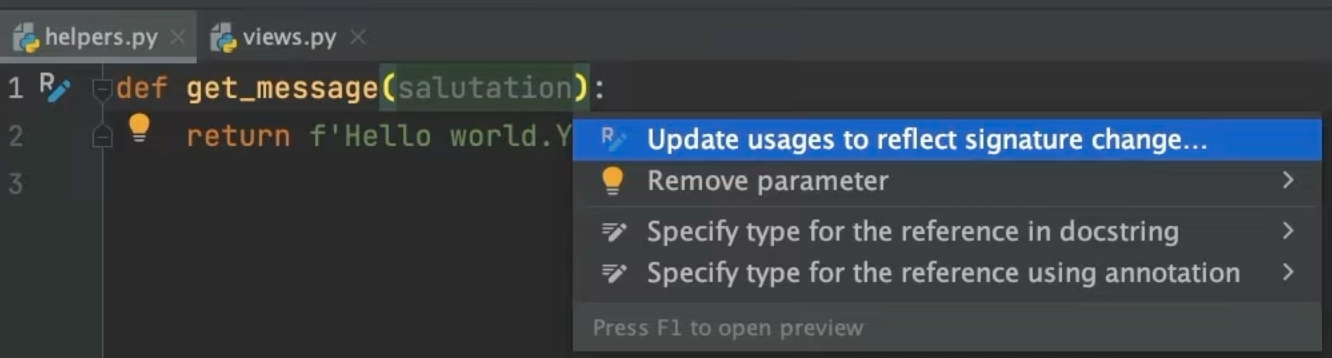 helpers.py × views.py ×
1 def get_message(salutation):
2 return f'Hello world.Y
3
Update usages to reflect signature change...
Remove parameter
Specify type for the reference in docstring
Specify type for the reference using annotation
Press F1 to open preview